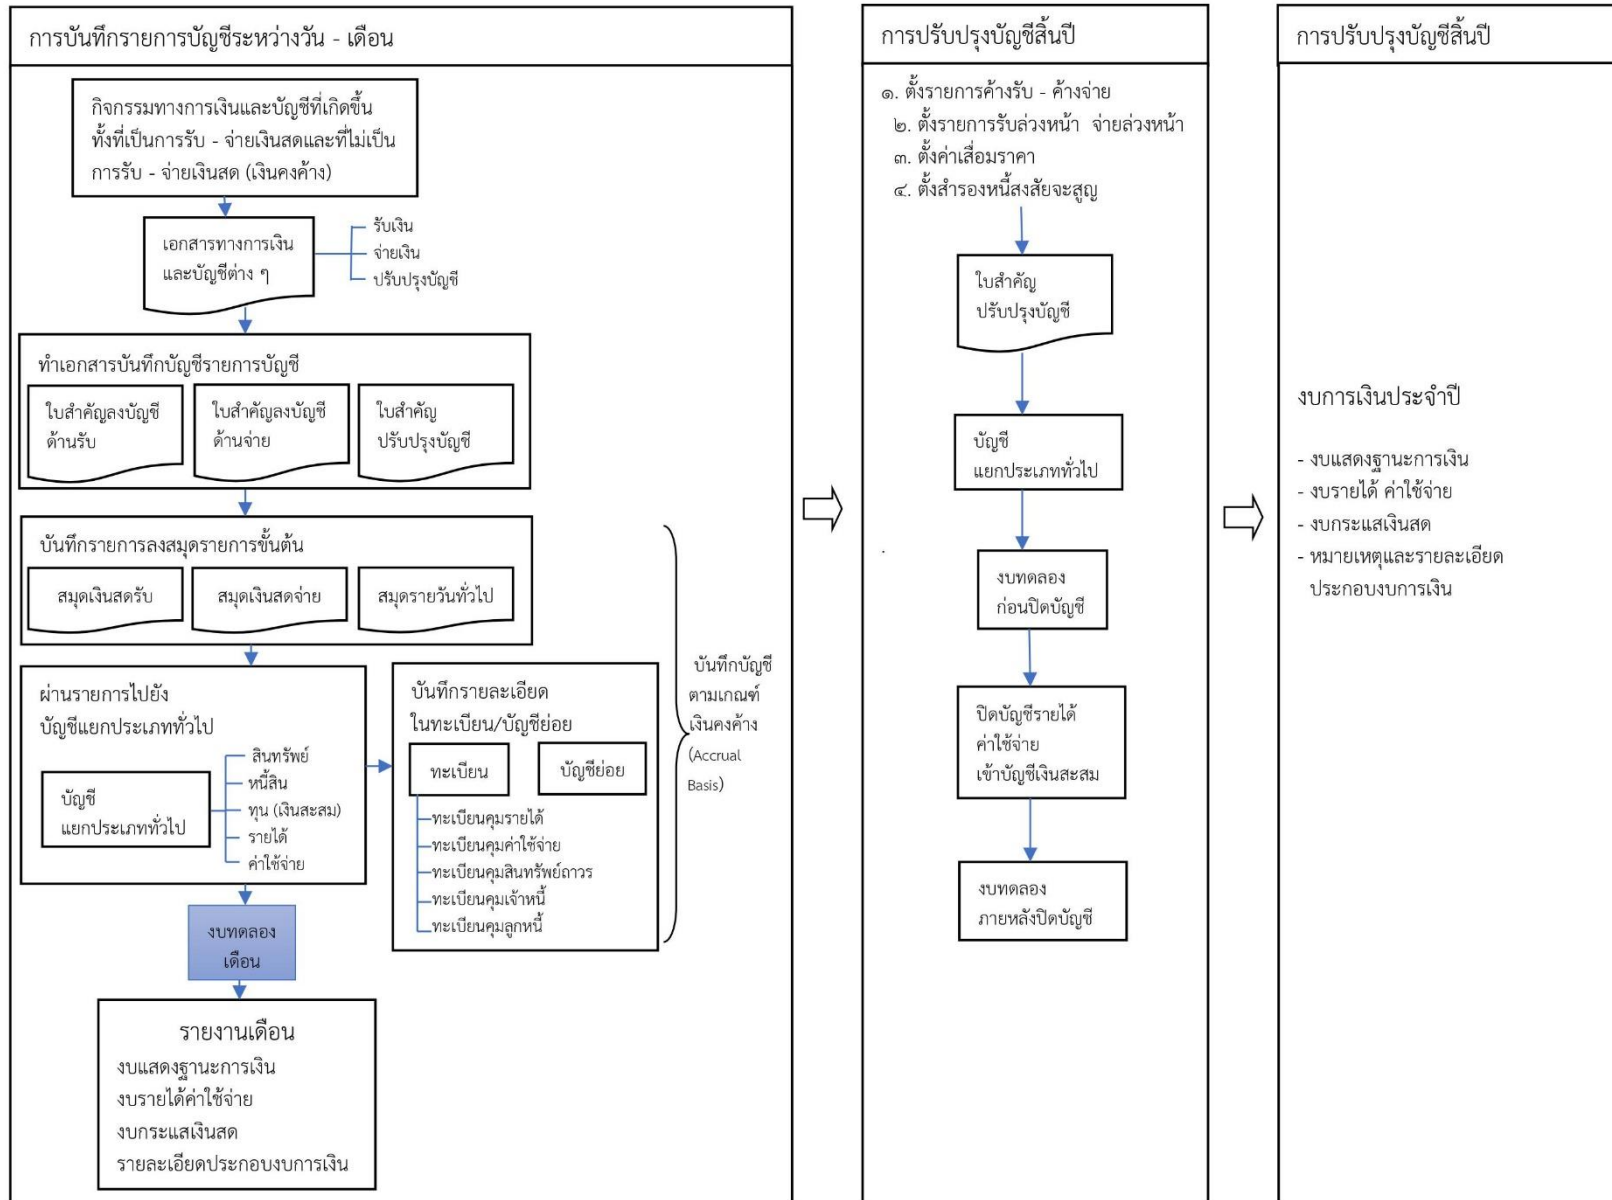 การบันทึกรายการบัญชีระหว่างวัน - เดือน
กิจกรรมทางการเงินและบัญชีที่เกิดขึ้น
ทั้งที่เป็นการรับ - จ่ายเงินสดและที่ไม่เป็น
การรับ - จ่ายเงินสด (เงินคงค้าง)
เอกสารทางการเงิน
และบัญชีต่าง ๆ
รับเงิน
จ่ายเงิน
ปรับปรุงบัญชี
ทำเอกสารบันทึกบัญชีรายการบัญชี
ใบสำคัญลงบัญชี
ด้านรับ
ใบสำคัญลงบัญชี
ด้านจ่าย
ใบสำคัญ
ปรับปรุงบัญชี
บันทึกรายการลงสมุดรายการขั้นต้น
สมุดเงินสดรับ
สมุดเงินสดจ่าย
สมุดรายวันทั่วไป
ผ่านรายการไปยัง
บัญชีแยกประเภททั่วไป
บัญชี
แยกประเภททั่วไป
สินทรัพย์
หนี้สิน
ทุน (เงินสะสม)
รายได้
ค่าใช้จ่าย
บันทึกรายละเอียด
ในทะเบียน/บัญชีย่อย
ทะเบียน
บัญชีย่อย
ทะเบียนคุมรายได้
ทะเบียนคุมค่าใช้จ่าย
ทะเบียนคุมสินทรัพย์ถาวร
ทะเบียนคุมเจ้าหนี้
ทะเบียนคุมลูกหนี้
บันทึกบัญชี
ตามเกณฑ์
เงินคงค้าง
(Accrual
Basis)
งบทดลอง
เดือน
รายงานเดือน
งบแสดงฐานะการเงิน
งบรายได้ค่าใช้จ่าย
งบกระแสเงินสด
รายละเอียดประกอบงบการเงิน
การปรับปรุงบัญชีสิ้นปี
๑. ตั้งรายการค้างรับ - ค้างจ่าย
๒. ตั้งรายการรับล่วงหน้า จ่ายล่วงหน้า
๓. ตั้งค่าเสื่อมราคา
๔. ตั้งสำรองหนี้สงสัยจะสูญ
ใบสำคัญ
ปรับปรุงบัญชี
บัญชี
แยกประเภททั่วไป
งบทดลอง
ก่อนปิดบัญชี
ปิดบัญชีรายได้
ค่าใช้จ่าย
เข้าบัญชีเงินสะสม
งบทดลอง
ภายหลังปิดบัญชี
การปรับปรุงบัญชีสิ้นปี
งบการเงินประจำปี
- งบแสดงฐานะการเงิน
- งบรายได้ ค่าใช้จ่าย
- งบกระแสเงินสด
- หมายเหตุและรายละเอียด
ประกอบงบการเงิน